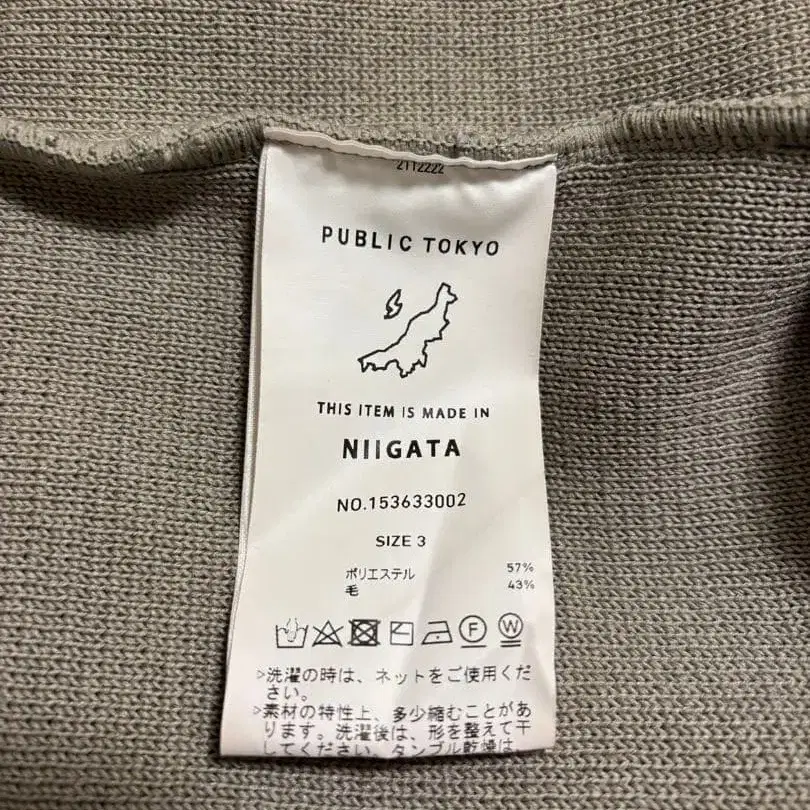 2112222
PUBLIC TOKYO
THIS ITEM IS MADE IN
NIIGATA
NO.153633002
SIZE 3
ポリエステル 57%
毛 43%
F W
>洗濯の時は、ネットをご使用くだ
さい。
>素材の特性上、多少縮むことがあ
ります。洗濯後は、形を整えて干
してください。タンブル乾燥は、